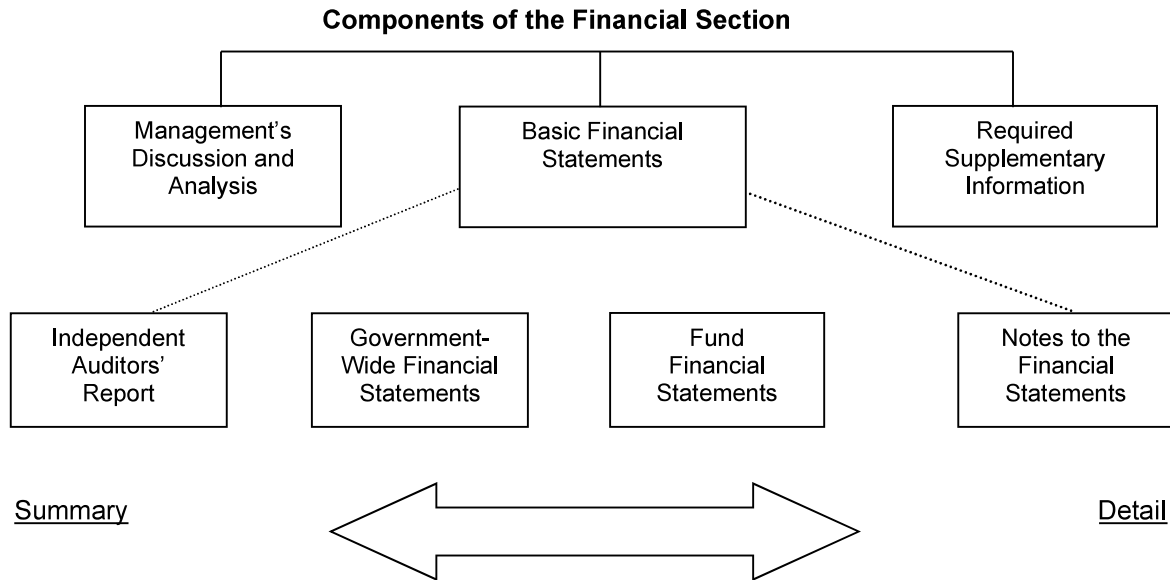 Components of the Financial Section
Management’s
Discussion and
Analysis
Basic Financial
Statements
Required
Supplementary
Information
Independent
Auditors’
Report
Government-
Wide Financial
Statements
Fund
Financial
Statements
Notes to the
Financial
Statements
Summary
Detail